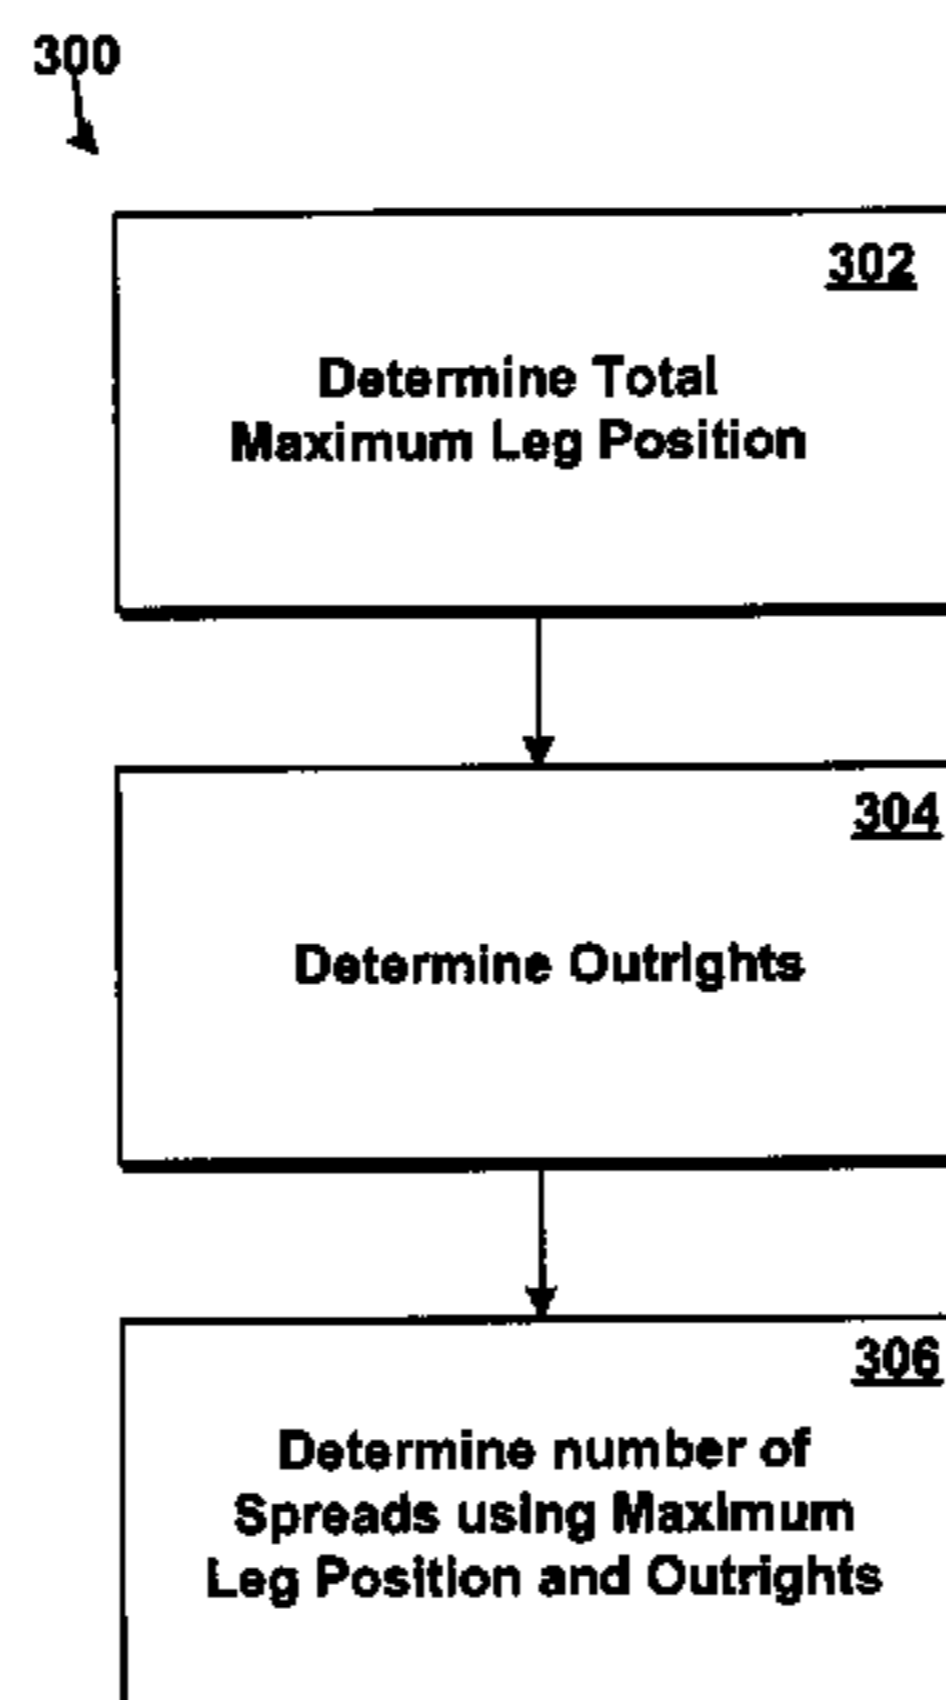 300
302
Determine Total
Maximum Leg Position
304
Determine Outrights
306
Determine number of
Spreads using Maximum
Leg Position and Outrights